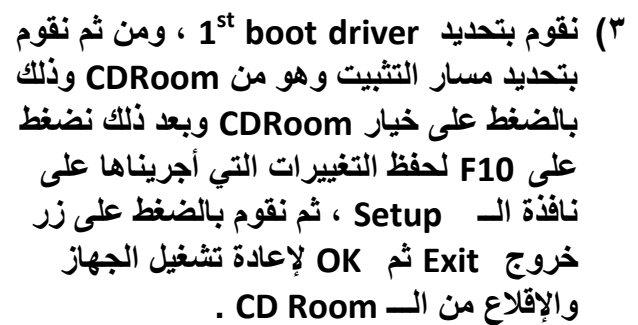 ٣) نقوم بتحديد 1st boot driver ، ومن ثم نقوم
بتحديد مسار التثبيت وهو من CDRoom وذلك
بالضغط على خيار CDRoom وبعد ذلك نضغط
على F10 لحفظ التغييرات التي أجريناها على
نافذة الــ Setup ، ثم نقوم بالضغط على زر
خروج Exit ثم OK لإعادة تشغيل الجهاز
والإقلاع من الـــ CD Room .